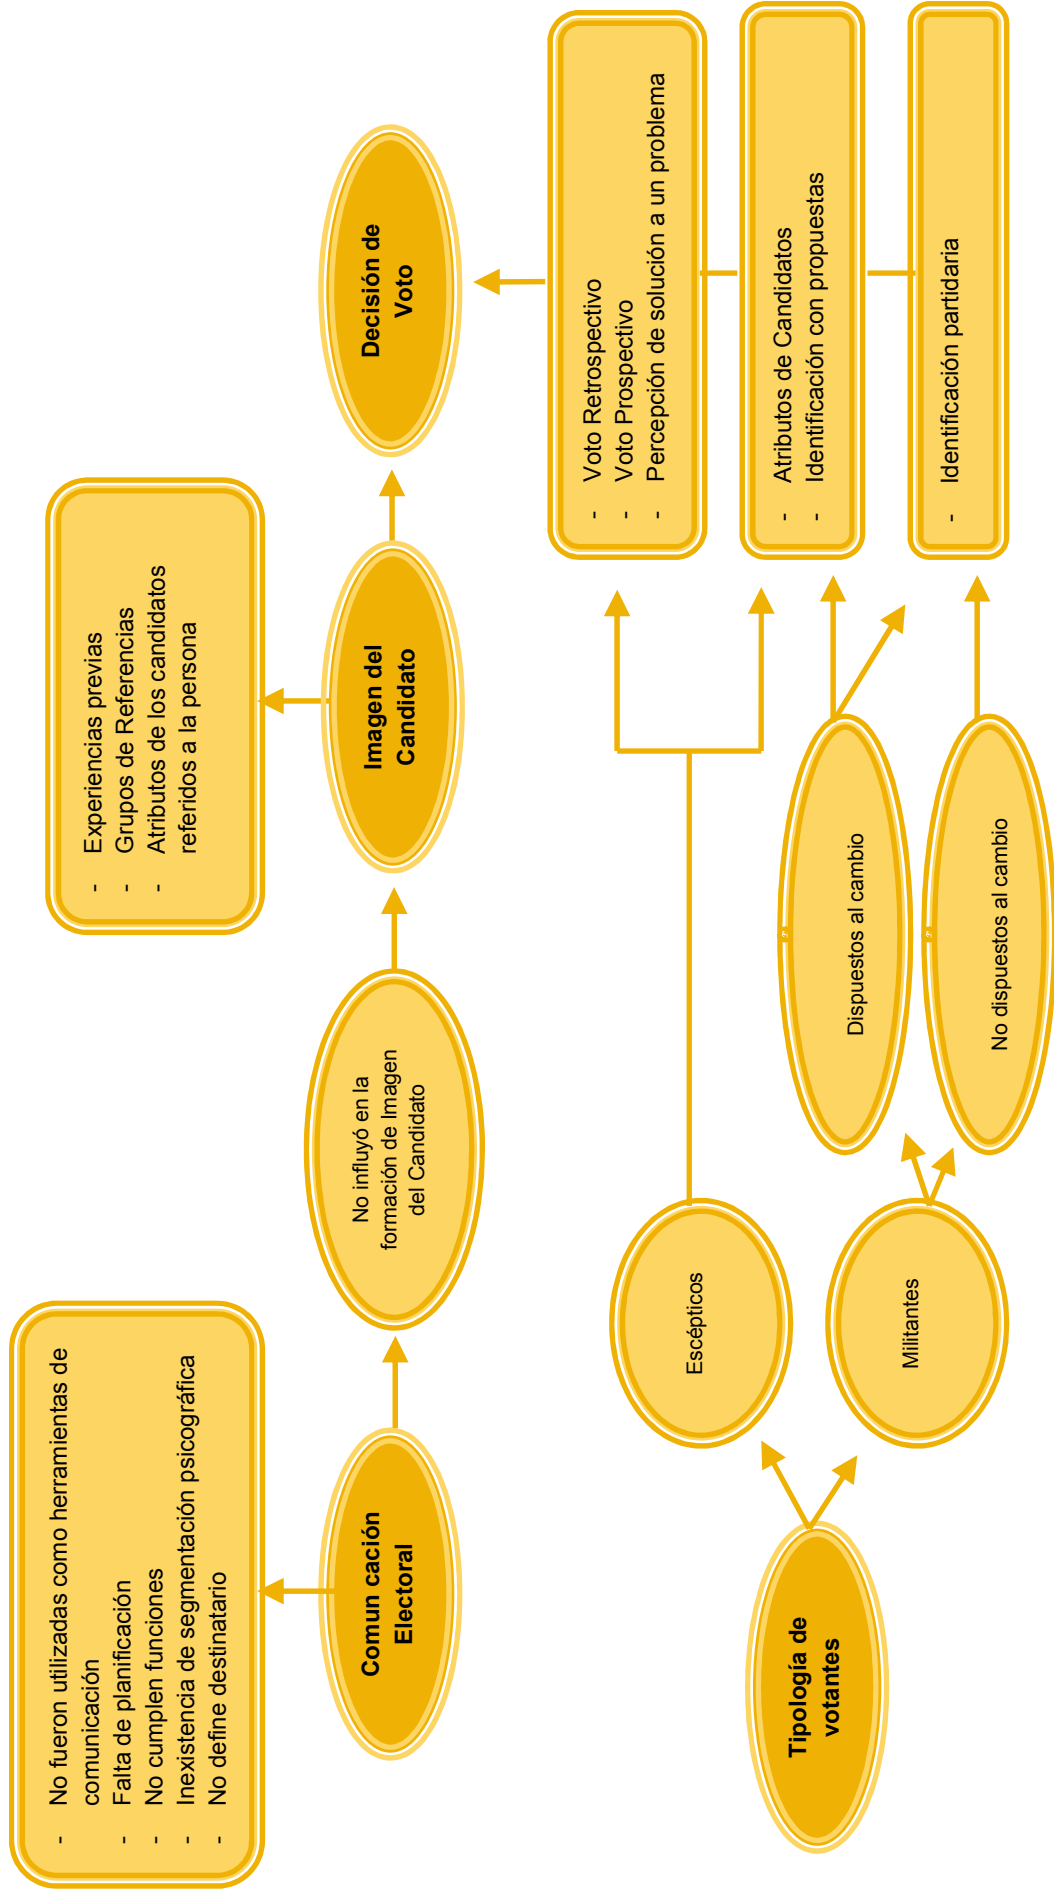 - No fueron utilizadas como herramientas de
comunicación
- Falta de planificación
- No cumplen funciones
- Inexistencia de segmentación psicográfica
- No define destinatario
- Experiencias previas
- Grupos de Referencias
- Atributos de los candidatos
referidos a la persona
Comun cación
Electoral
No influyó en la
formación de Imagen
del Candidato
Imagen del
Candidato
Decisión de
Voto
Tipología de
votantes
Escépticos
Militantes
Dispuestos al cambio
No dispuestos al cambio
- Voto Retrospectivo
- Voto Prospectivo
- Percepción de solución a un problema
- Atributos de Candidatos
- Identificación con propuestas
- Identificación partidaria